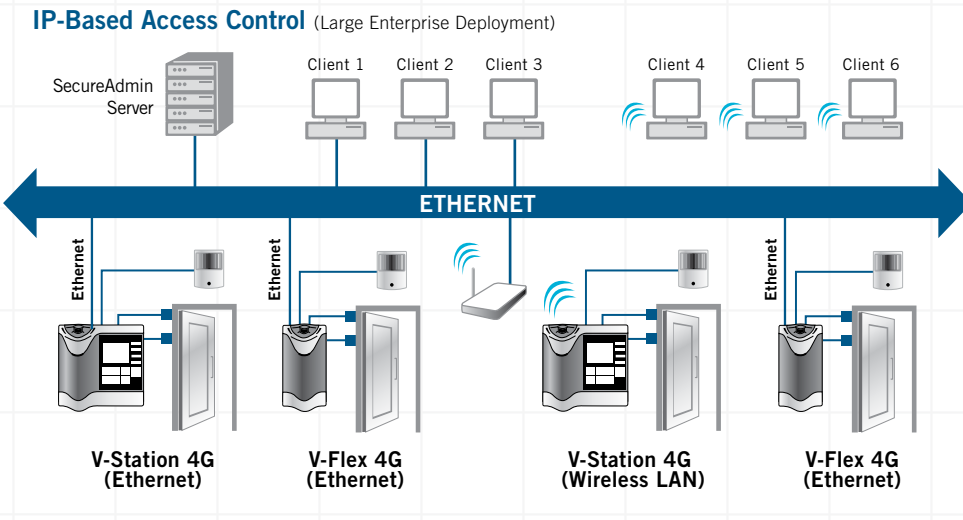 IP-Based Access Control (Large Enterprise Deployment)
SecureAdmin
Server
Client 1
Client 2
Client 3
Client 4
Client 5
Client 6
ETHERNET
Ethernet
Ethernet
Ethernet
V-Station 4G
(Ethernet)
V-Flex 4G
(Ethernet)
V-Station 4G
(Wireless LAN)
V-Flex 4G
(Ethernet)